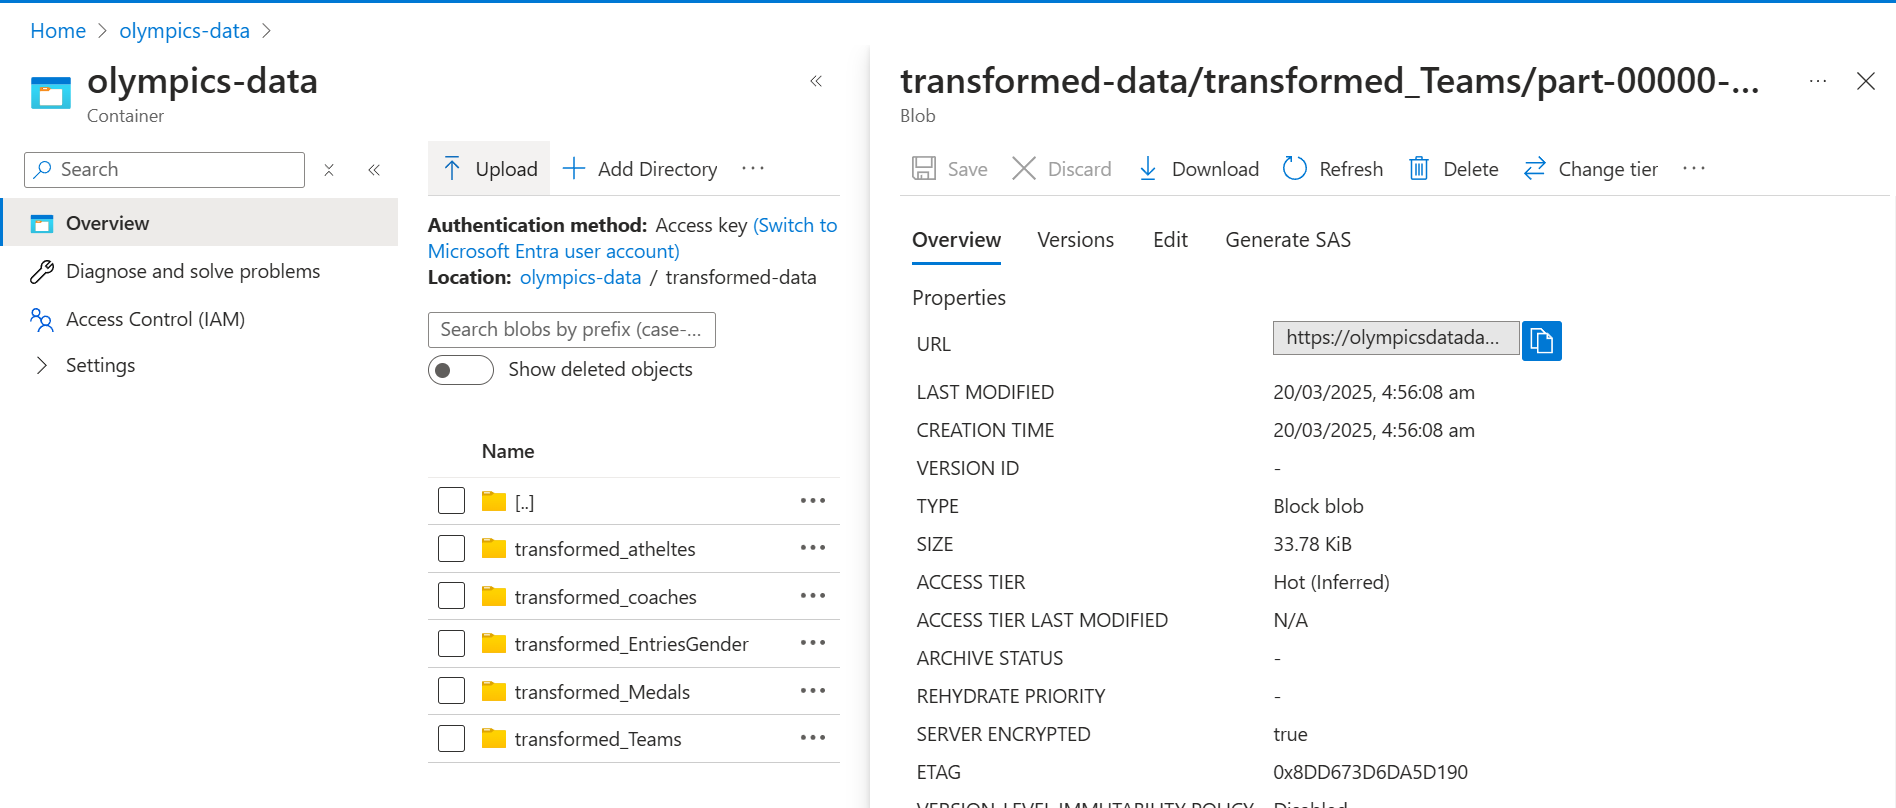 Home > olympics-data >
olympics-data
Container
Search
Overview
Diagnose and solve problems
Access Control (IAM)
Settings
Upload
Add Directory
...
Authentication method: Access key (Switch to
Microsoft Entra user account)
Location: olympics-data / transformed-data
Search blobs by prefix (case-...
Show deleted objects
Name
[..]
transformed_atheltes
transformed_coaches
transformed_EntriesGender
transformed_Medals
transformed_Teams
transformed-data/transformed_Teams/part-00000-...
Blob
Save
Discard
Download
Refresh
Delete
Change tier
...
Overview
Versions
Edit
Generate SAS
Properties
URL https://olympicsdatada...
LAST MODIFIED 20/03/2025, 4:56:08 am
CREATION TIME 20/03/2025, 4:56:08 am
VERSION ID -
TYPE Block blob
SIZE 33.78 KiB
ACCESS TIER Hot (Inferred)
ACCESS TIER LAST MODIFIED N/A
ARCHIVE STATUS -
REHYDRATE PRIORITY -
SERVER ENCRYPTED true
ETAG 0x8DD673D6DA5D190
VERSION-LEVEL IMMUTABILITY POLICY Disabled